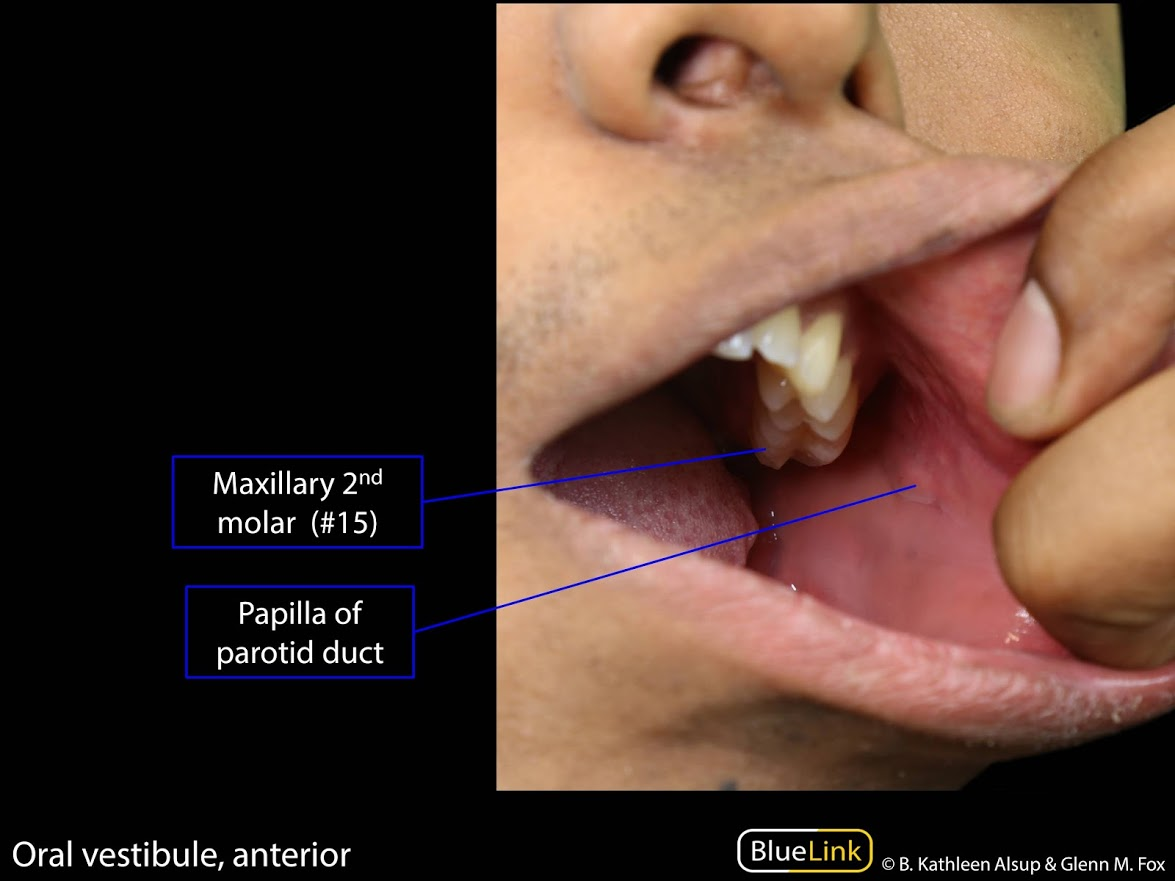 Maxillary 2nd
molar (#15)
Papilla of
parotid duct
Oral vestibule, anterior
BlueLink
© B. Kathleen Alsup & Glenn M. Fox